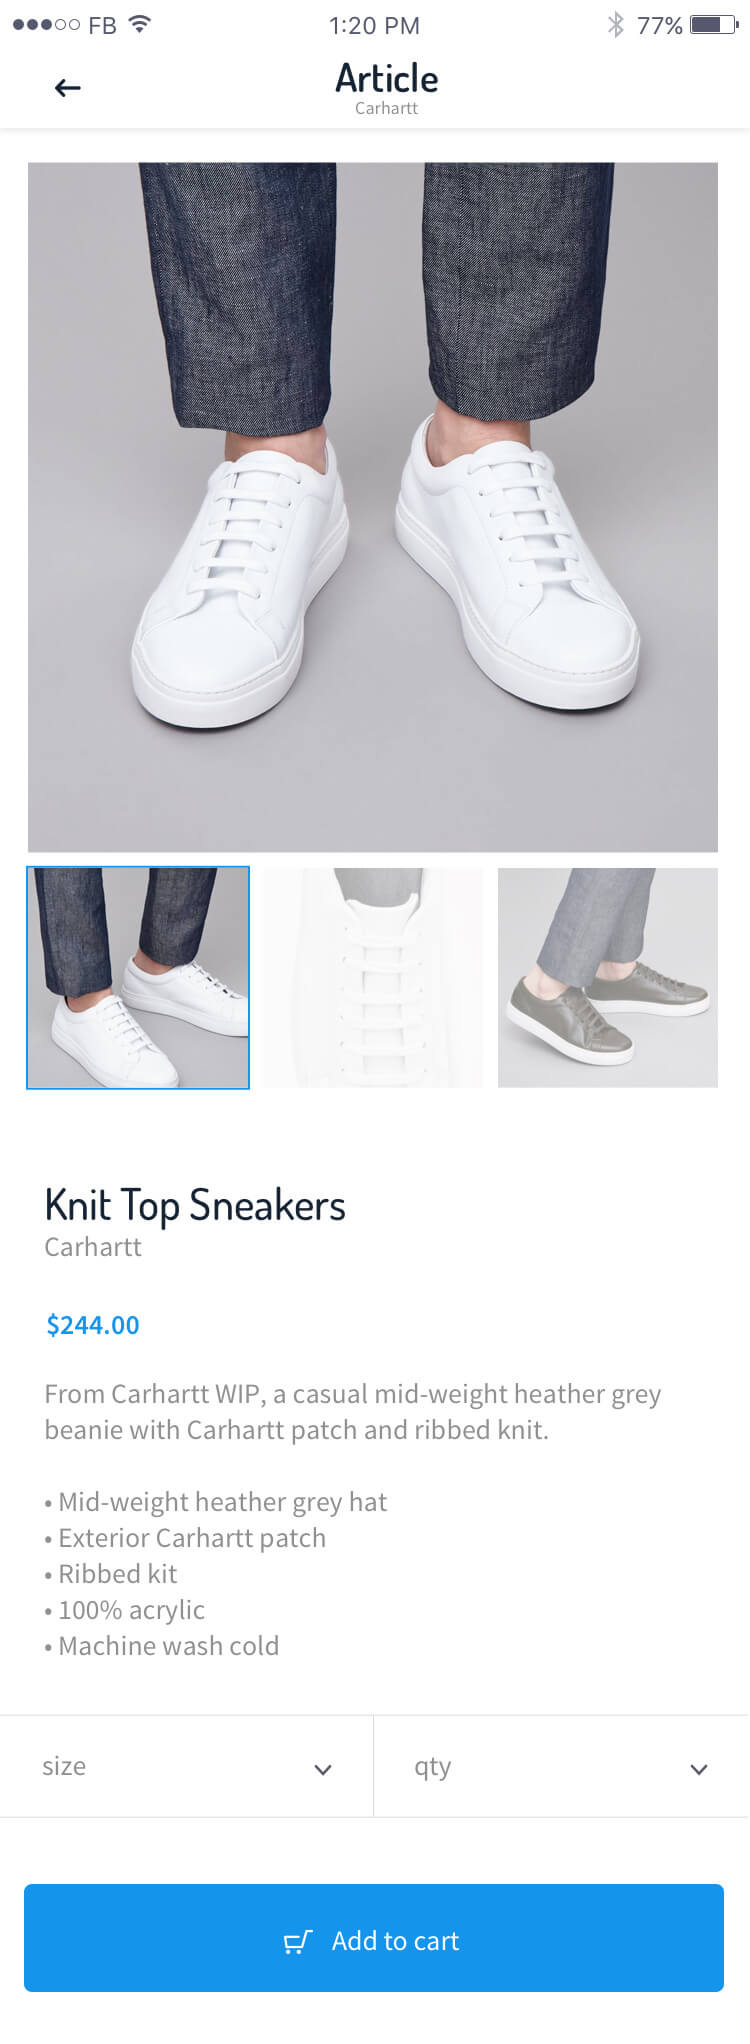 FB 1:20 PM 77%
Article
Carhartt
Knit Top Sneakers
Carhartt
$244.00
From Carhartt WIP, a casual mid-weight heather grey
beanie with Carhartt patch and ribbed knit.
• Mid-weight heather grey hat
• Exterior Carhartt patch
• Ribbed kit
• 100% acrylic
• Machine wash cold
size qty
Add to cart